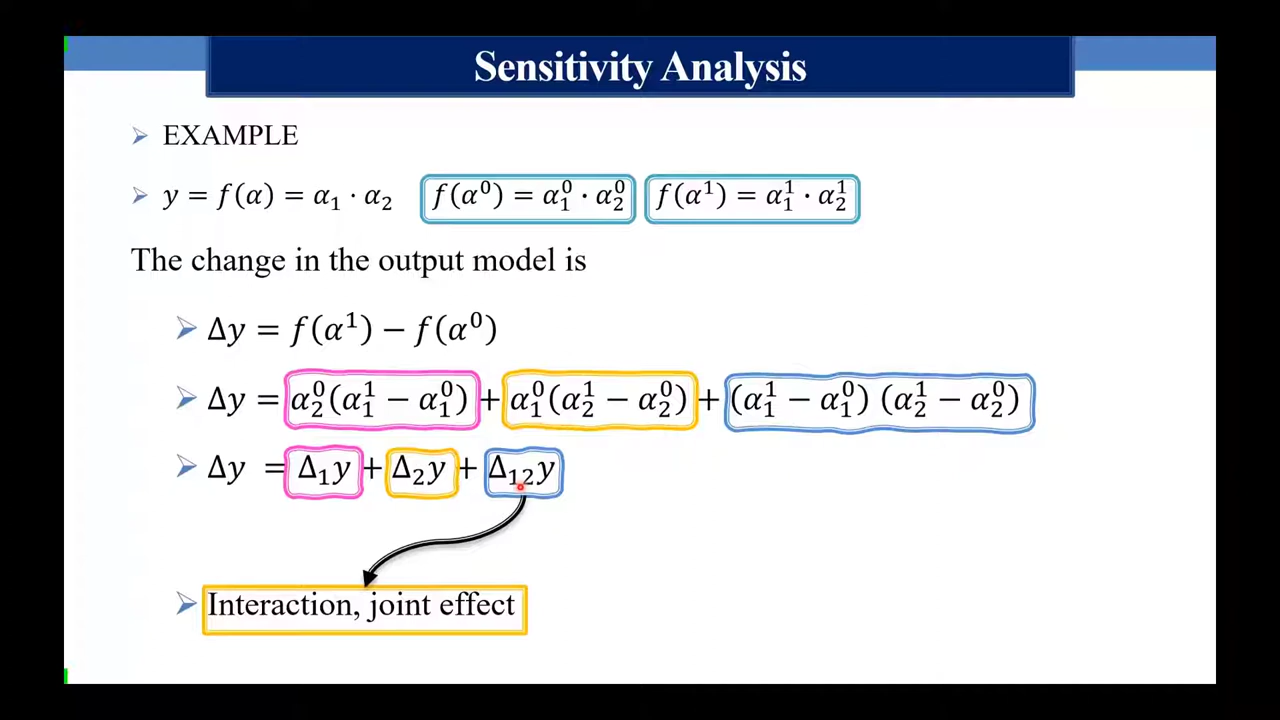 Sensitivity Analysis
➢ EXAMPLE
➢ y = f(α) = α₁ · α₂ f(α⁰) = α₁⁰ · α₂⁰ f(α¹) = α₁¹ · α₂¹
The change in the output model is
➢ Δy = f(α¹) − f(α⁰)
➢ Δy = α₂⁰(α₁¹ − α₁⁰) + α₁⁰(α₂¹ − α₂⁰) + (α₁¹ − α₁⁰) (α₂¹ − α₂⁰)
➢ Δy = Δ₁y + Δ₂y + Δ₁₂y
➢ Interaction, joint effect